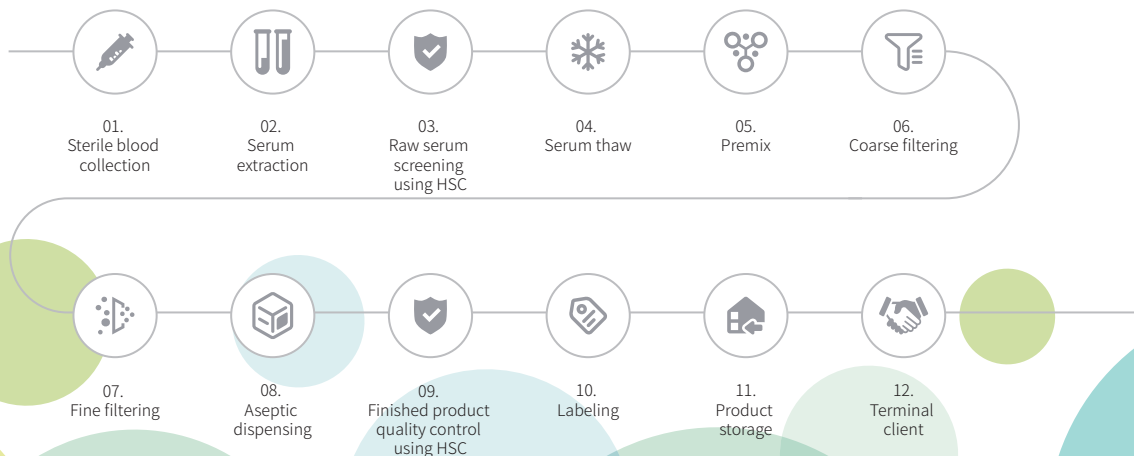 01.
Sterile blood
collection
02.
Serum
extraction
03.
Raw serum
screening
using HSC
04.
Serum thaw
05.
Premix
06.
Coarse filtering
07.
Fine filtering
08.
Aseptic
dispensing
09.
Finished product
quality control
using HSC
10.
Labeling
11.
Product
storage
12.
Terminal
client